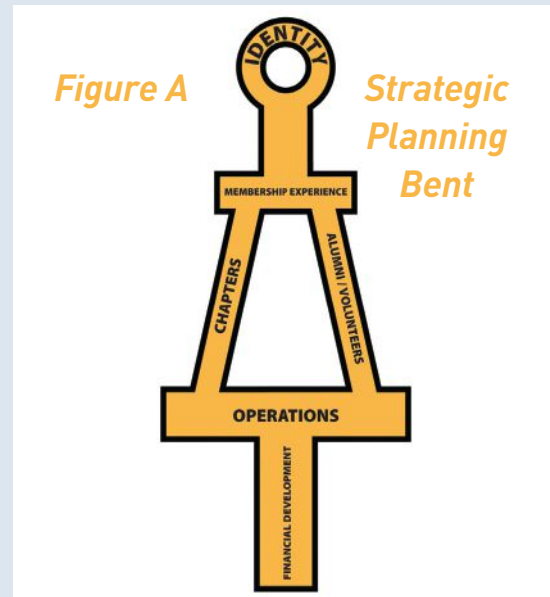 IDENTITY
Figure A
Strategic
Planning
Bent
MEMBERSHIP EXPERIENCE
CHAPTERS
ALUMNI / VOLUNTEERS
OPERATIONS
FINANCIAL DEVELOPMENT